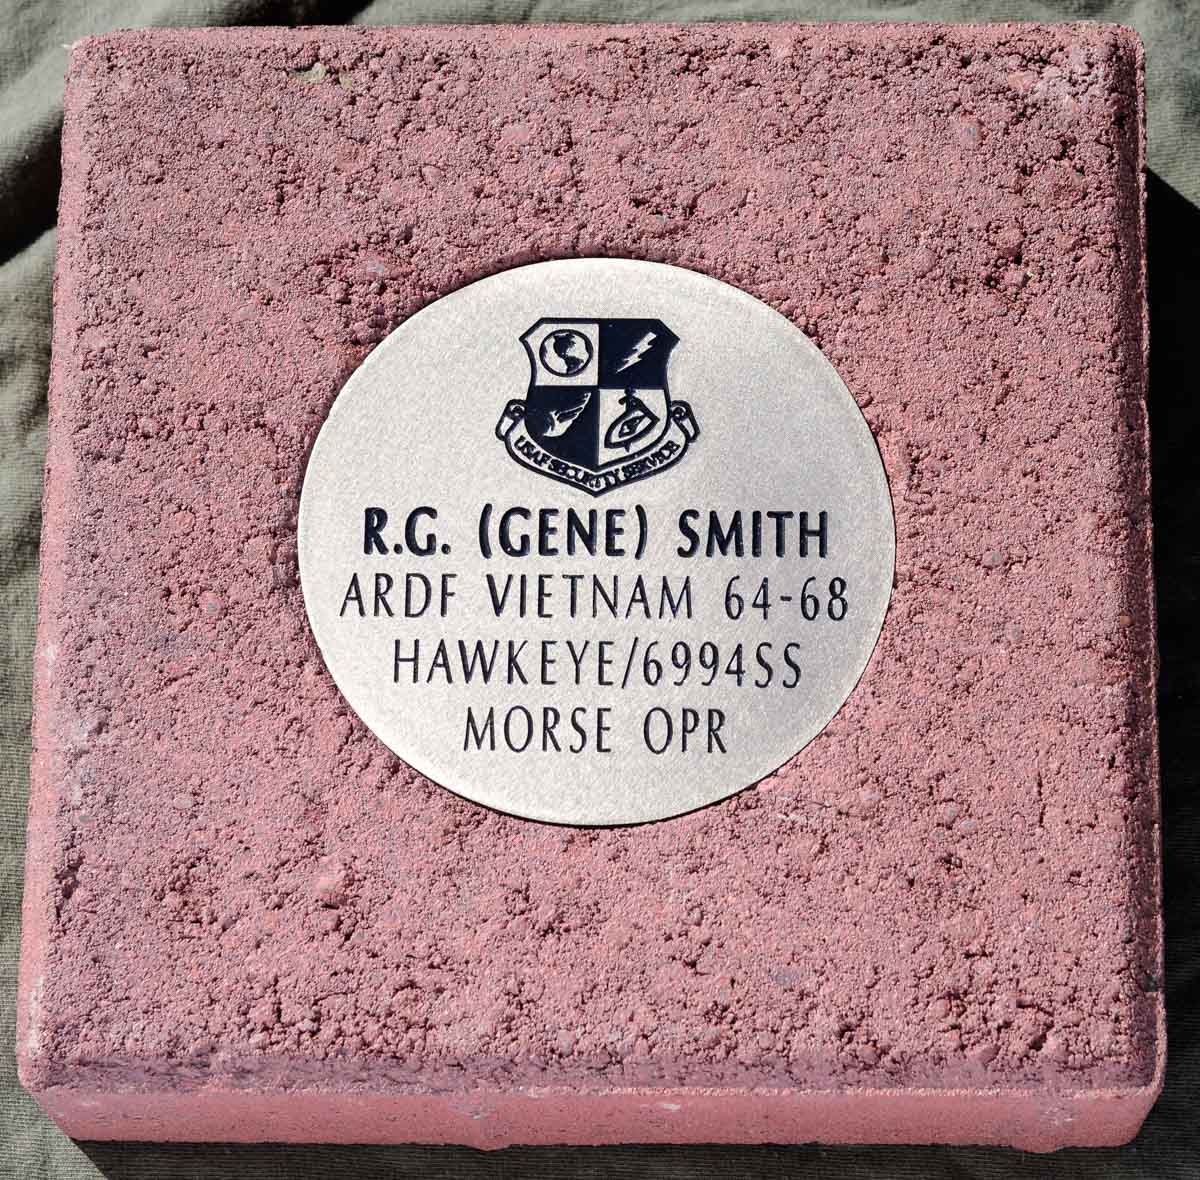 USAF SECURITY SERVICE
R.G. (GENE) SMITH
ARDF VIETNAM 64-68
HAWKEYE/6994SS
MORSE OPR